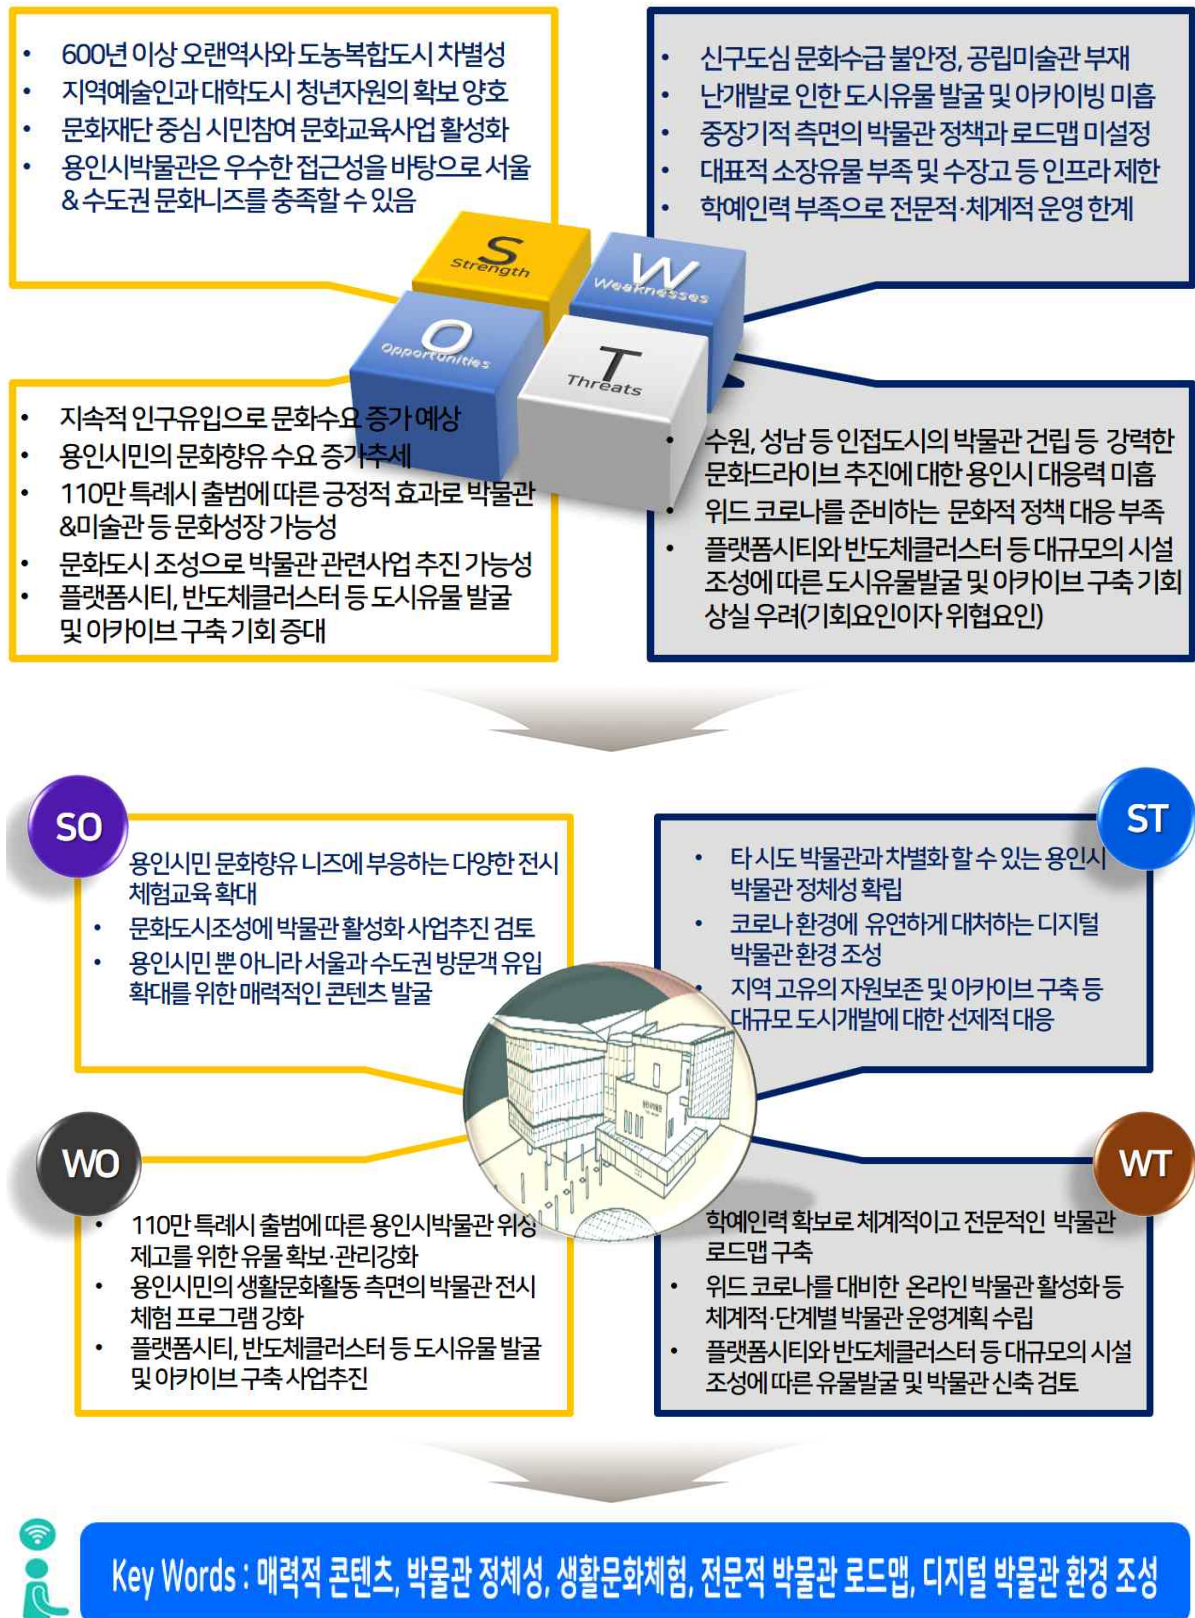 • 600년 이상 오랜역사와 도농복합도시 차별성
• 지역예술인과 대학도시 청년자원의 확보 양호
• 문화재단 중심 시민참여 문화교육사업 활성화
• 용인시박물관은 우수한 접근성을 바탕으로 서울
& 수도권 문화니즈를 충족할 수 있음
• 신구도심 문화수급 불안정, 공립미술관 부재
• 난개발로 인한 도시유물 발굴 및 아카이빙 미흡
• 중장기적 측면의 박물관 정책과 로드맵 미설정
• 대표적 소장유물 부족 및 수장고 등 인프라 제한
• 학예인력 부족으로 전문적·체계적 운영 한계
S
Strength
W
Weaknesses
O
Opportunities
T
Threats
• 지속적 인구유입으로 문화수요 증가 예상
• 용인시민의 문화향유 수요 증가추세
• 110만 특례시 출범에 따른 긍정적 효과로 박물관
&미술관 등 문화성장 가능성
• 문화도시 조성으로 박물관 관련사업 추진 가능성
• 플랫폼시티, 반도체클러스터 등 도시유물 발굴
및 아카이브 구축 기회 증대
• 수원, 성남 등 인접도시의 박물관 건립 등 강력한
문화드라이브 추진에 대한 용인시 대응력 미흡
• 위드 코로나를 준비하는 문화적 정책 대응 부족
• 플랫폼시티와 반도체클러스터 등 대규모의 시설
조성에 따른 도시유물발굴 및 아카이브 구축 기회
상실 우려(기회요인이자 위협요인)
SO
용인시민 문화향유 니즈에 부응하는 다양한 전시
체험교육 확대
• 문화도시조성에 박물관 활성화 사업추진 검토
• 용인시민 뿐 아니라 서울과 수도권 방문객 유입
확대를 위한 매력적인 콘텐츠 발굴
ST
• 타 시도 박물관과 차별화 할 수 있는 용인시
박물관 정체성 확립
• 코로나 환경에 유연하게 대처하는 디지털
박물관 환경 조성
• 지역 고유의 자원보존 및 아카이브 구축 등
대규모 도시개발에 대한 선제적 대응
WO
• 110만 특례시 출범에 따른 용인시박물관 위상
제고를 위한 유물 확보·관리강화
• 용인시민의 생활문화활동 측면의 박물관 전시
체험 프로그램 강화
• 플랫폼시티, 반도체클러스터 등 도시유물 발굴
및 아카이브 구축 사업추진
WT
학예인력 확보로 체계적이고 전문적인 박물관
로드맵 구축
• 위드 코로나를 대비한 온라인 박물관 활성화 등
체계적·단계별 박물관 운영계획 수립
• 플랫폼시티와 반도체클러스터 등 대규모의 시설
조성에 따른 유물발굴 및 박물관 신축 검토
Key Words : 매력적 콘텐츠, 박물관 정체성, 생활문화체험, 전문적 박물관 로드맵, 디지털 박물관 환경 조성